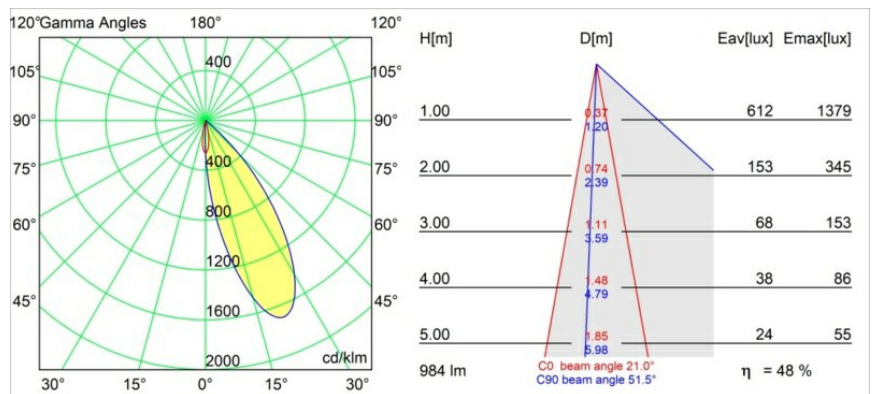 120° Gamma Angles 180° 120°
400
105° 105°
90° 90°
400
75° 75°
800
60° 60°
1200
45° 45°
1600
2000 cd/klm
30° 15° 0° 15° 30°
H[m] D[m] Eav[lux] Emax[lux]
1.00 0.37 612 1379
1.20
2.00 0.74 153 345
2.39
3.00 1.11 68 153
3.59
4.00 1.48 38 86
4.79
5.00 1.85 24 55
5.98
984 lm C0 beam angle 21.0° η = 48 %
C90 beam angle 51.5°